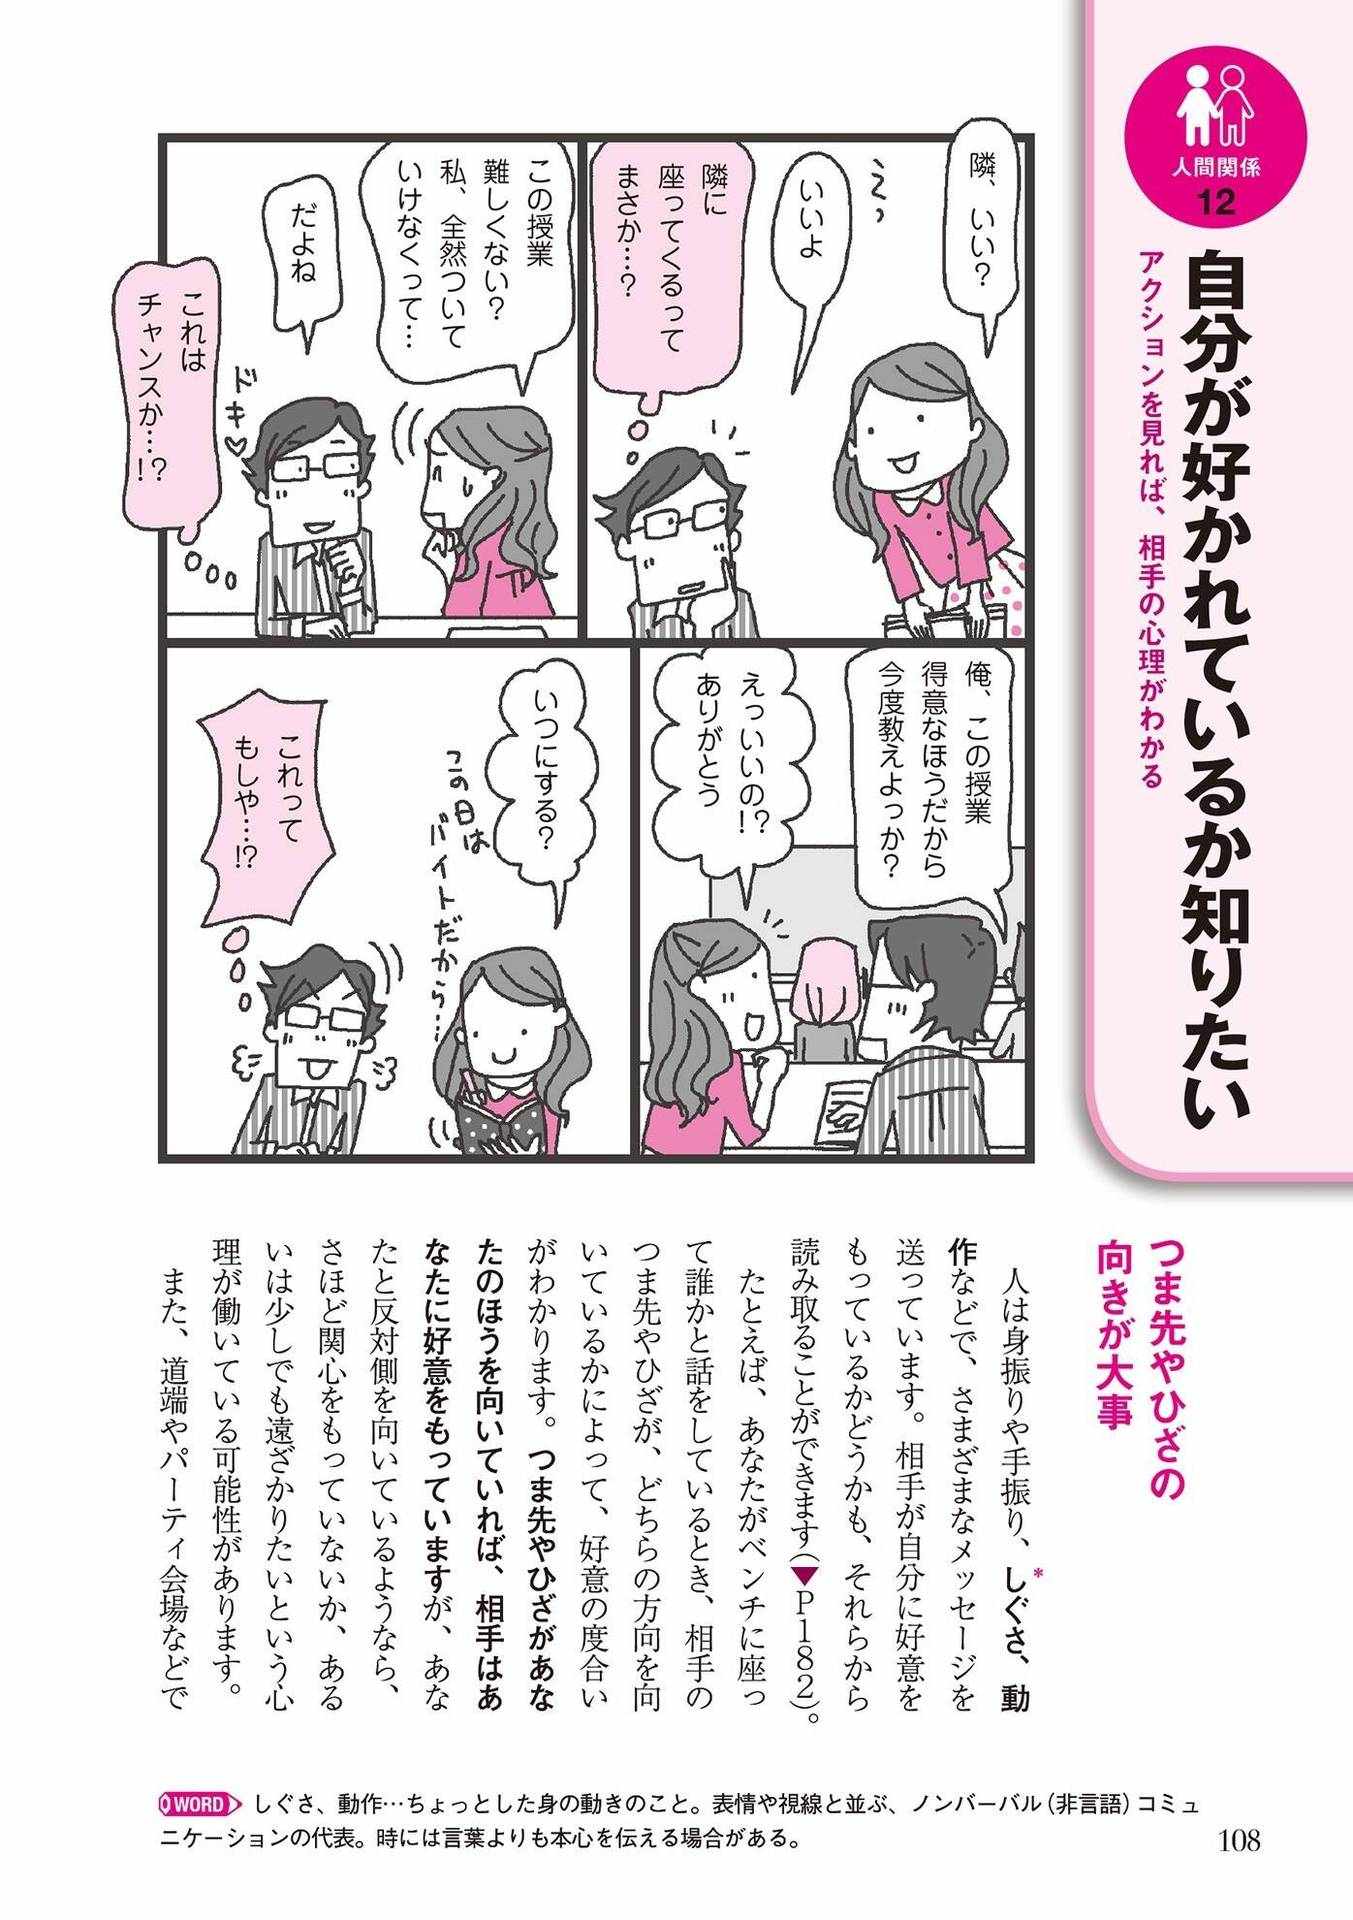 人間関係
12
自分が好かれているか知りたい
アクションを見れば、相手の心理がわかる
隣、いい?
えっ
いいよ
隣に
座ってくるって
まさか…?
この授業
難しくない?
私、全然ついて
いけなくって…
だよね
ドキ♡
これは
チャンスか…!?
俺、この授業
得意なほうだから
今度教えよっか?
えっいいの!?
ありがとう
いつにする?
この日は
バイトだから…
これって
もしや…!?
つま先やひざの
向きが大事
人は身振りや手振り、しぐさ、動*
作などで、さまざまなメッセージを
送っています。相手が自分に好意を
もっているかどうかも、それらから
読み取ることができます(▼P182)。
たとえば、あなたがベンチに座っ
て誰かと話をしているとき、相手の
つま先やひざが、どちらの方向を向
いているかによって、好意の度合い
がわかります。つま先やひざがあな
たのほうを向いていれば、相手はあ
なたに好意をもっていますが、あな
たと反対側を向いているようなら、
さほど関心をもっていないか、ある
いは少しでも遠ざかりたいという心
理が働いている可能性があります。
また、道端やパーティ会場などで
WORD しぐさ、動作…ちょっとした身の動きのこと。表情や視線と並ぶ、ノンバーバル(非言語)コミュ
ニケーションの代表。時には言葉よりも本心を伝える場合がある。
108